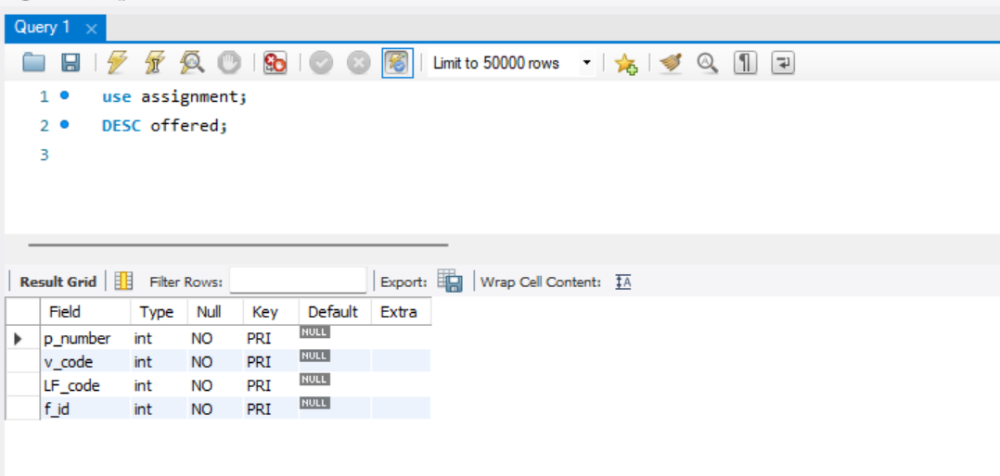 Query 1
Limit to 50000 rows
1 use assignment;
2 DESC offered;
3
Result Grid Filter Rows: Export: Wrap Cell Content:
Field Type Null Key Default Extra
p_number int NO PRI NULL
v_code int NO PRI NULL
LF_code int NO PRI NULL
f_id int NO PRI NULL